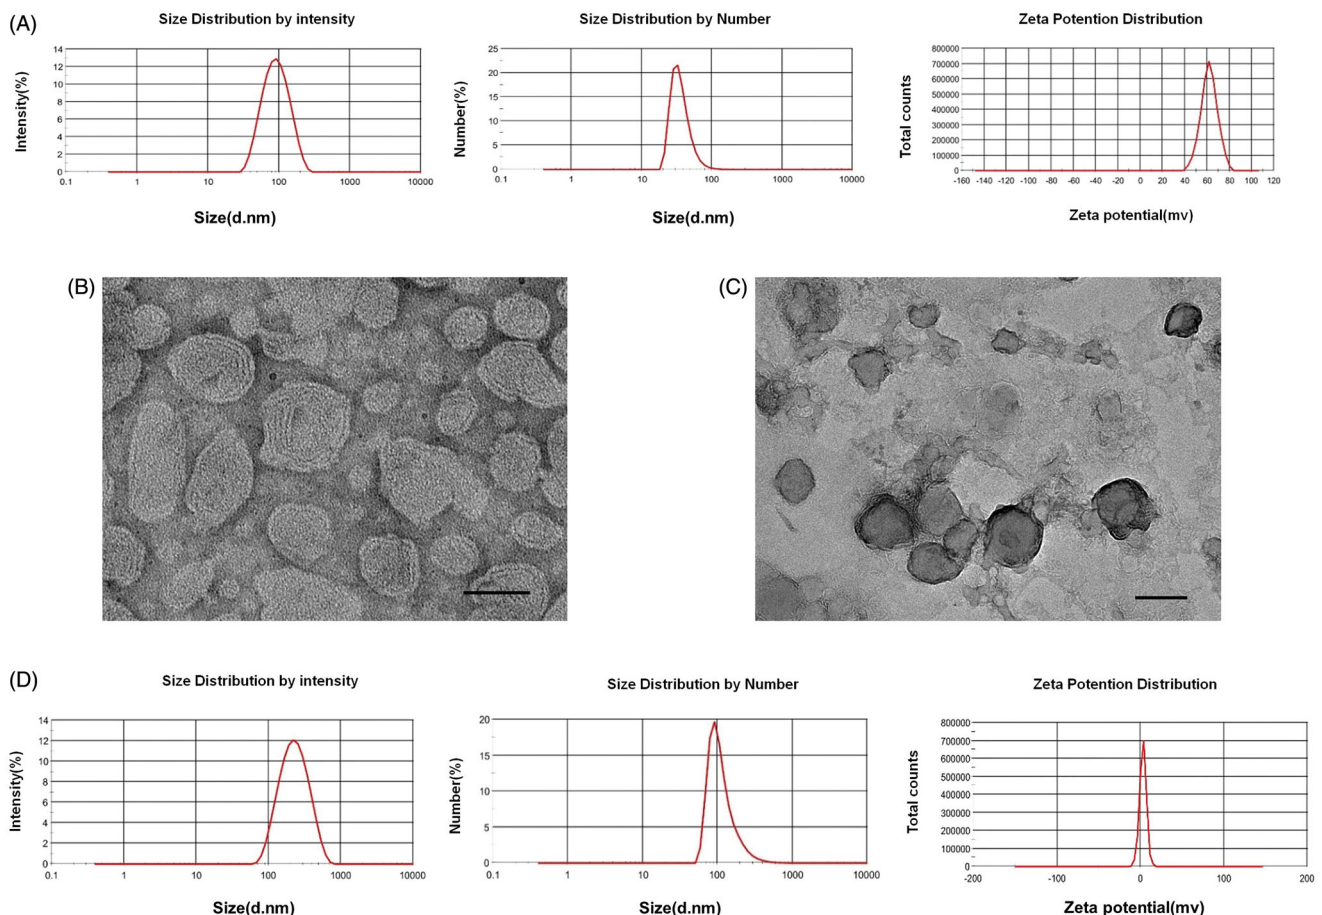 (A)
Size Distribution by intensity
Intensity(%)
14
12
10
8
6
4
2
0
0.1 1 10 100 1000 10000
Size(d.nm)
Size Distribution by Number
Number(%)
25
20
15
10
5
0
0.1 1 10 100 1000 10000
Size(d.nm)
Zeta Potention Distribution
Total counts
800000
700000
600000
500000
400000
300000
200000
100000
0
-160 -140 -120 -100 -80 -60 -40 -20 0 20 40 60 80 100 120
Zeta potential(mv)
(B)
(C)
(D)
Size Distribution by intensity
Intensity(%)
14
12
10
8
6
4
2
0
0.1 1 10 100 1000 10000
Size(d.nm)
Size Distribution by Number
Number(%)
20
15
10
5
0
0.1 1 10 100 1000 10000
Size(d.nm)
Zeta Potention Distribution
Total counts
800000
700000
600000
500000
400000
300000
200000
100000
0
-200 -100 0 100 200
Zeta potential(mv)